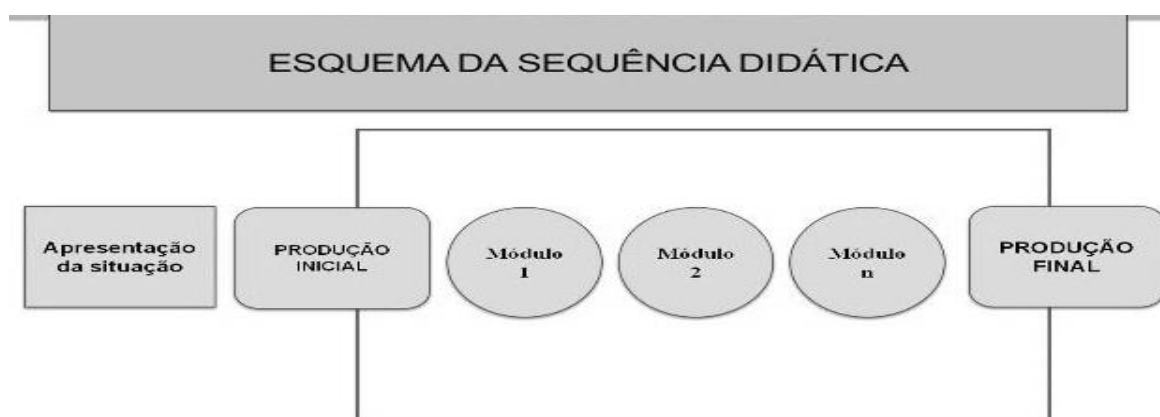 ESQUEMA DA SEQUÊNCIA DIDÁTICA
Apresentação
da situação
PRODUÇÃO
INICIAL
Módulo
1
Módulo
2
Módulo
n
PRODUÇÃO
FINAL